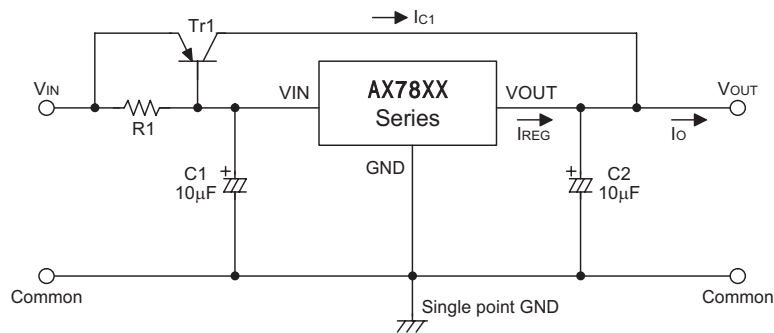 Tr1
IC1
VIN
R1
VIN
AX78XX
Series
VOUT
IREG
VOUT
IO
GND
C1
10μF
+
C2
10μF
+
Common
Single point GND
Common